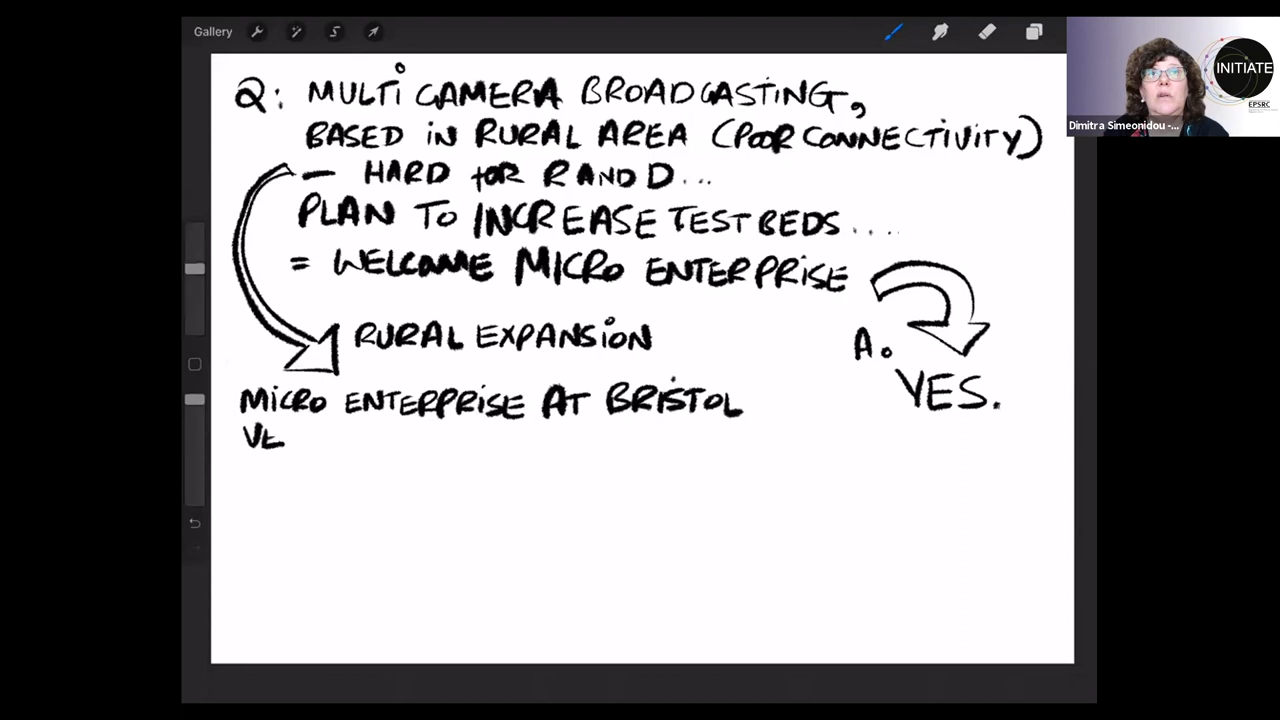 Gallery
Q: MULTI CAMERA BROADCASTING,
BASED IN RURAL AREA (POOR CONNECTIVITY)
— HARD FOR R AND D...
PLAN TO INCREASE TEST BEDS....
= WELCOME MICRO ENTERPRISE
A.
YES.
RURAL EXPANSION
MICRO ENTERPRISE AT BRISTOL
VE
INITIATE
EPSRC
Dimitra Simeonidou -...